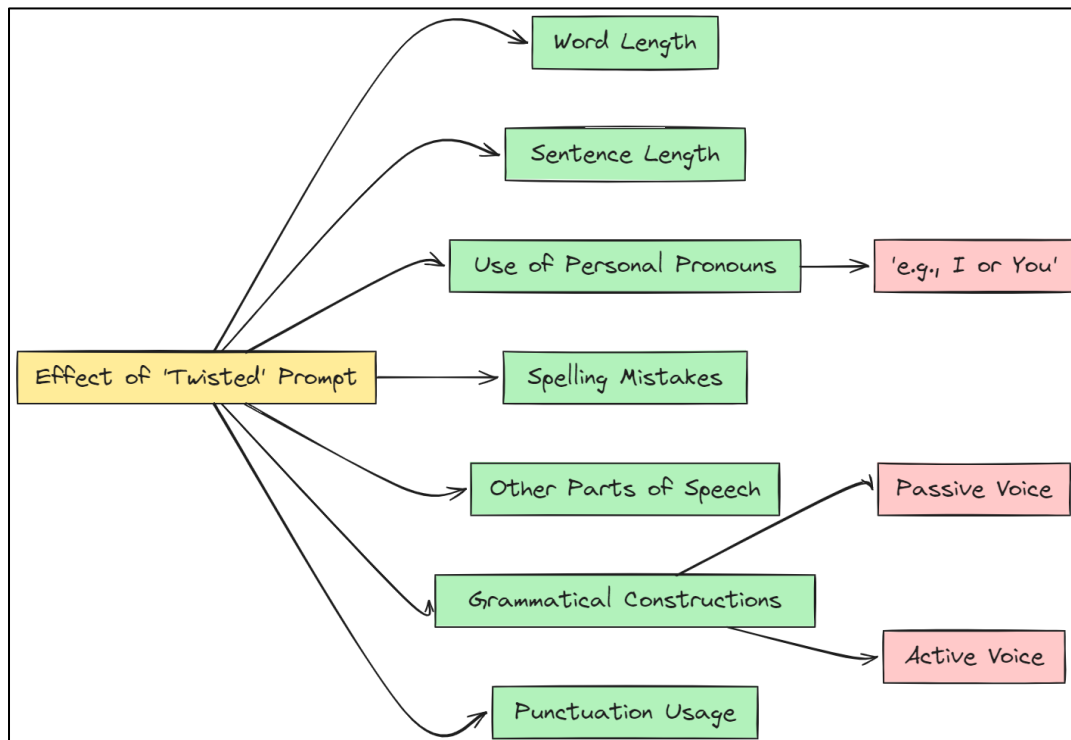 Word Length
Sentence Length
Use of Personal Pronouns
'e.g., I or You'
Effect of 'Twisted' Prompt
Spelling Mistakes
Other Parts of Speech
Passive Voice
Grammatical Constructions
Active Voice
Punctuation Usage